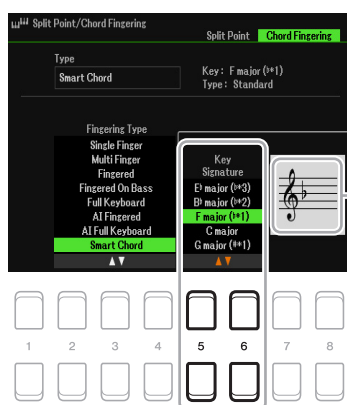 Split Point/Chord Fingering
Split Point Chord Fingering
Type
Smart Chord
Key: F major (♭*1)
Type: Standard
Fingering Type
Single Finger
Multi Finger
Fingered
Fingered On Bass
Full Keyboard
AI Fingered
AI Full Keyboard
Smart Chord
Key
Signature
E♭ major (♭*3)
B♭ major (♭*2)
F major (♭*1)
C major
G major (♯*1)
1 2 3 4 5 6 7 8